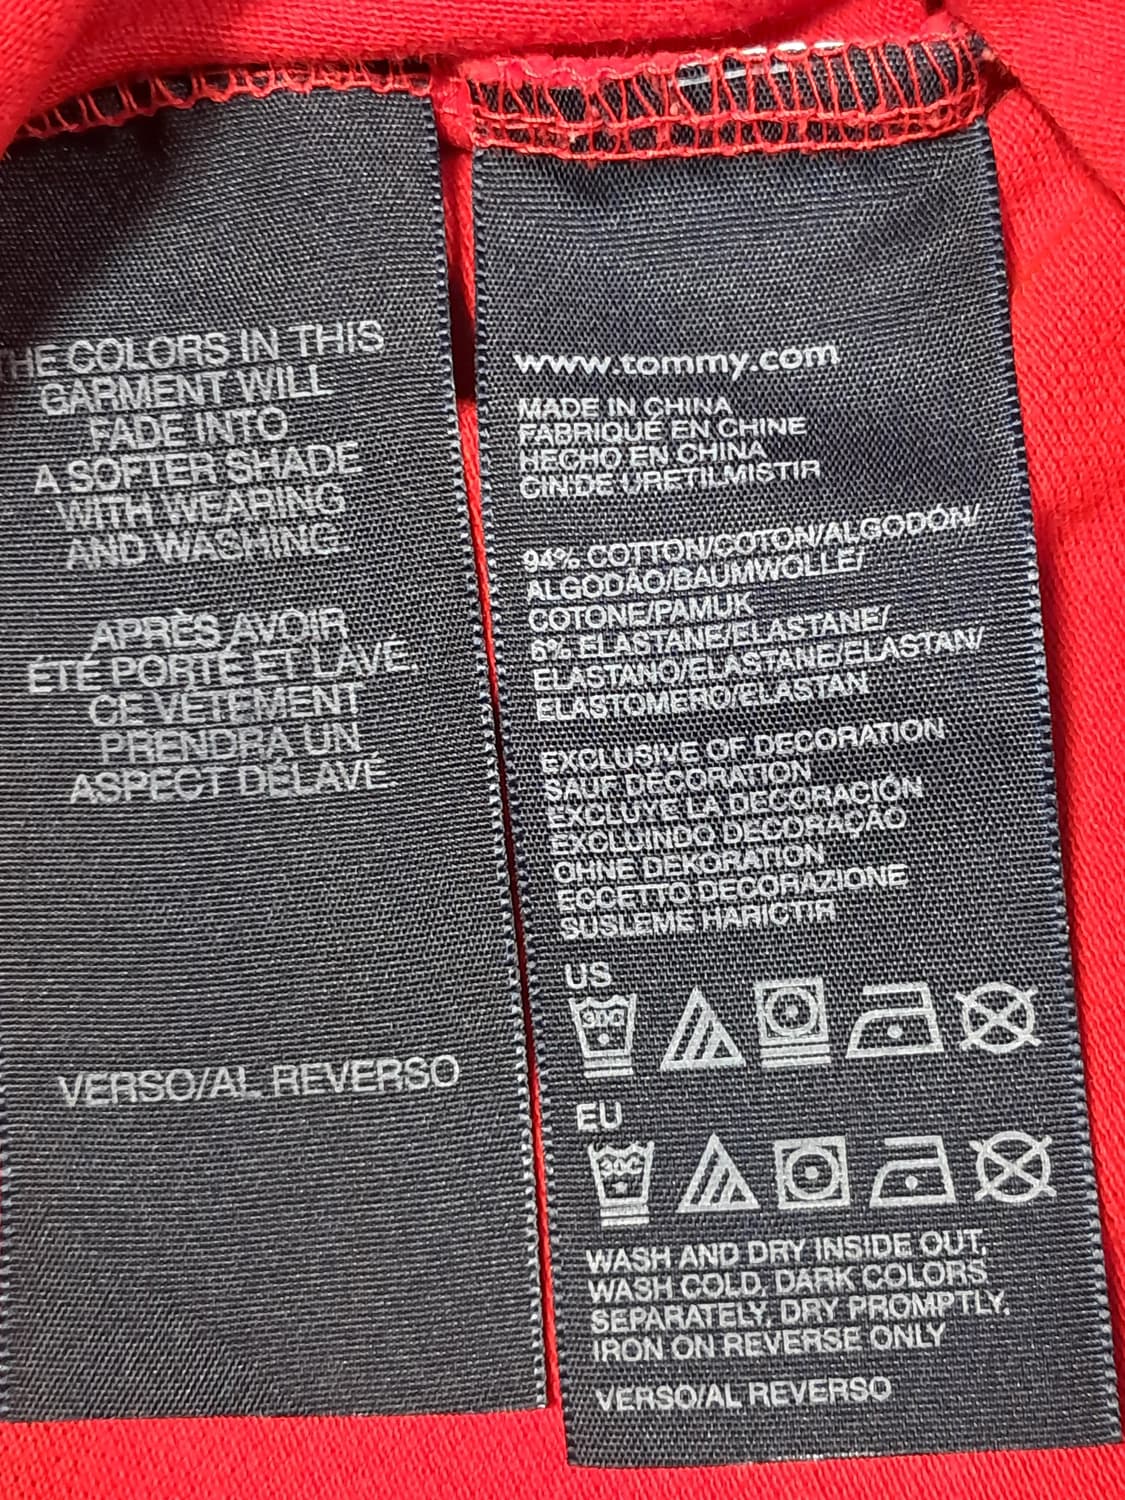 THE COLORS IN THIS
GARMENT WILL
FADE INTO
A SOFTER SHADE
WITH WEARING
AND WASHING.
APRÈS AVOIR
ÉTÉ PORTÉ ET LAVÉ.
CE VÊTEMENT
PRENDRA UN
ASPECT DÉLAVÉ
VERSO/AL REVERSO
www.tommy.com
MADE IN CHINA
FABRIQUÉ EN CHINE
HECHO EN CHINA
CIN'DE URETILMISTIR
94% COTTON/COTON/ALGODÓN/
ALGODÃO/BAUMWOLLE/
COTONE/PAMUK
6% ELASTANE/ELASTANE/
ELASTANO/ELASTANE/ELASTAN/
ELASTOMERO/ELASTAN
EXCLUSIVE OF DECORATION
SAUF DÉCORATION
EXCLUYE LA DECORACIÓN
EXCLUINDO DECORAÇÃO
OHNE DEKORATION
ECCETTO DECORAZIONE
SUSLEME HARICTIR
US
30C
EU
30C
WASH AND DRY INSIDE OUT,
WASH COLD, DARK COLORS
SEPARATELY, DRY PROMPTLY,
IRON ON REVERSE ONLY
VERSO/AL REVERSO